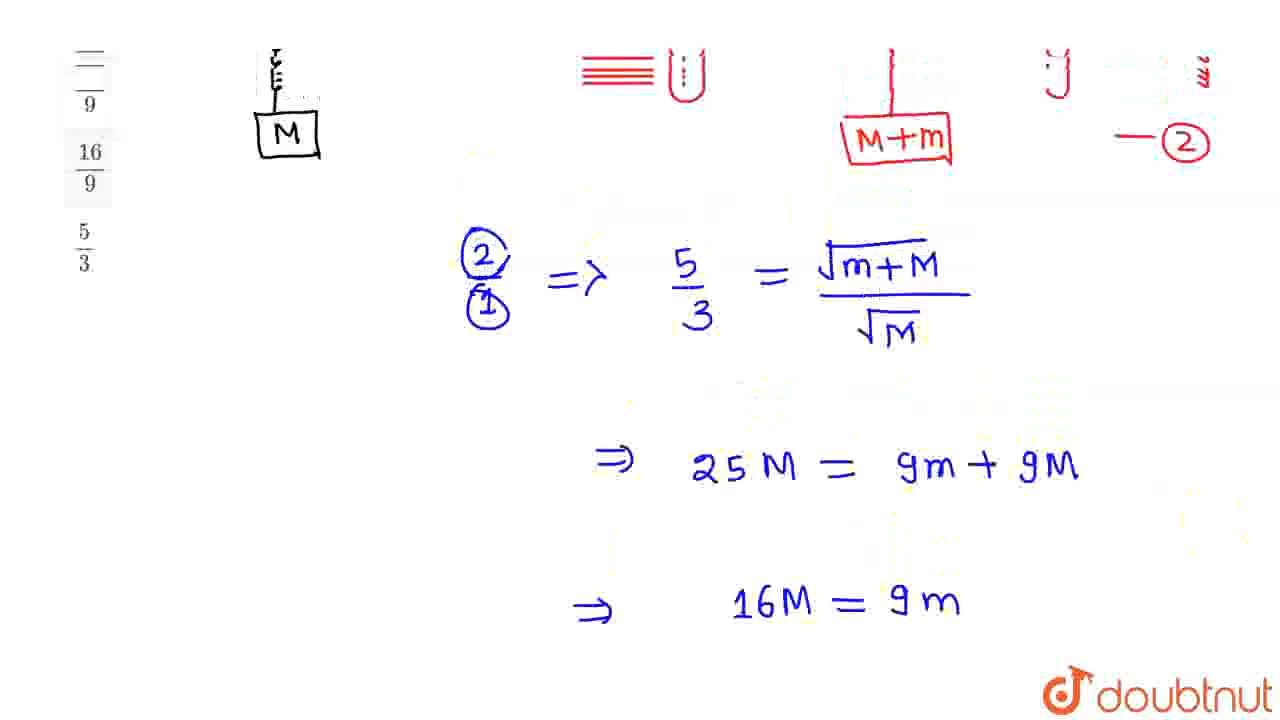 9
16
9
5
3
M
M+m
— 2
2
1
=> 5/3 = √m+M / √M
⇒ 25M = 9m + 9M
⇒ 16M = 9m
doubtnut